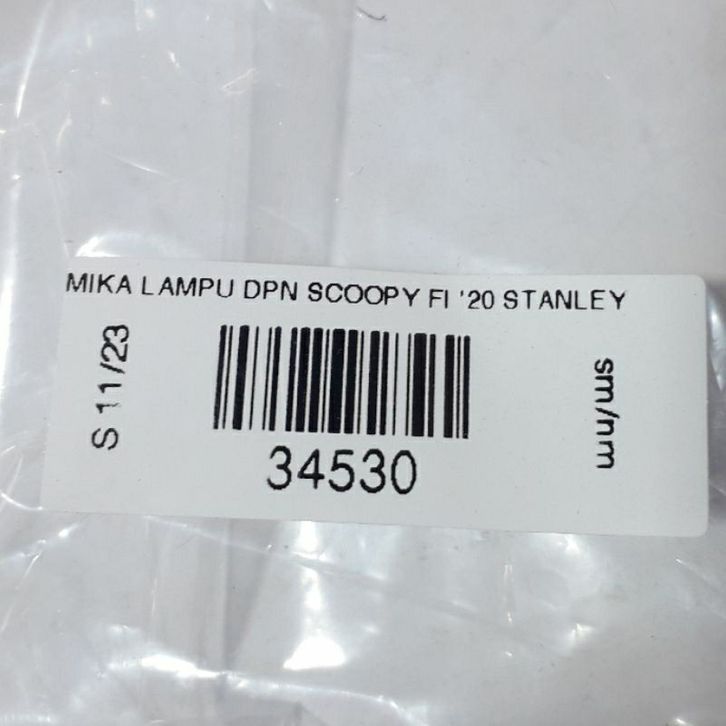 MIKA LAMPU DPN SCOOPY FI '20 STANLEY
S 11/23
sm/nm
34530